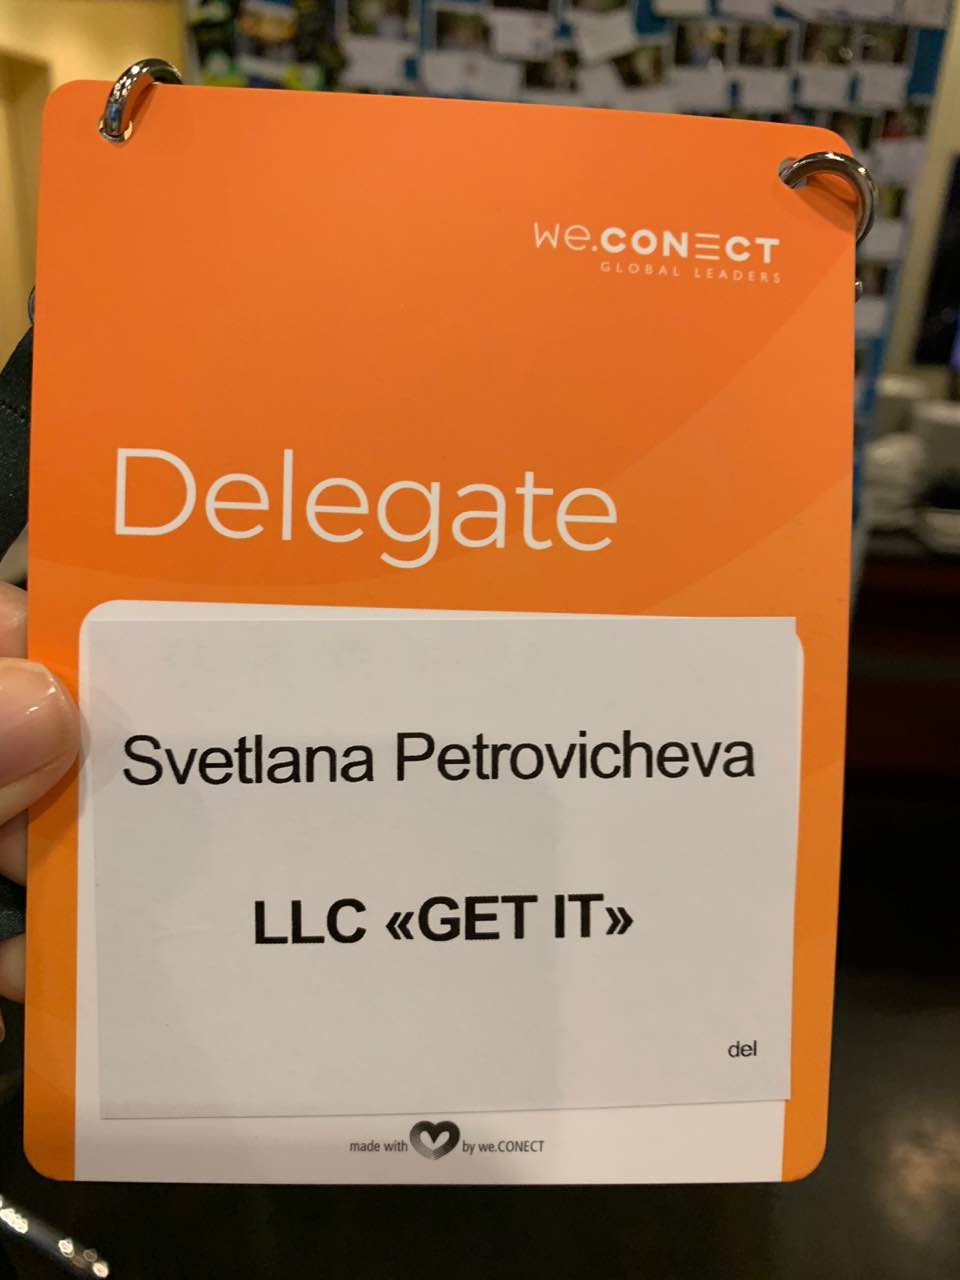 we.CONECT
GLOBAL LEADERS
Delegate
Svetlana Petrovicheva
LLC «GET IT»
del
made with by we.CONECT